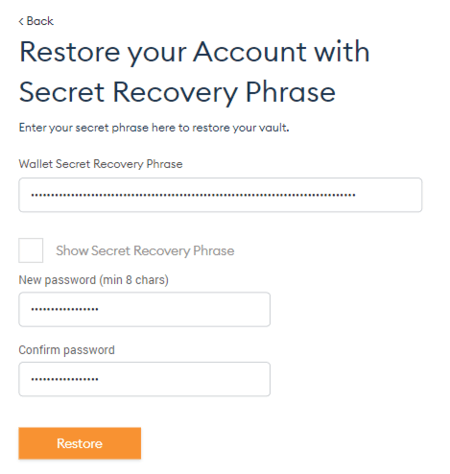 < Back
Restore your Account with
Secret Recovery Phrase
Enter your secret phrase here to restore your vault.
Wallet Secret Recovery Phrase
Show Secret Recovery Phrase
New password (min 8 chars)
Confirm password
Restore